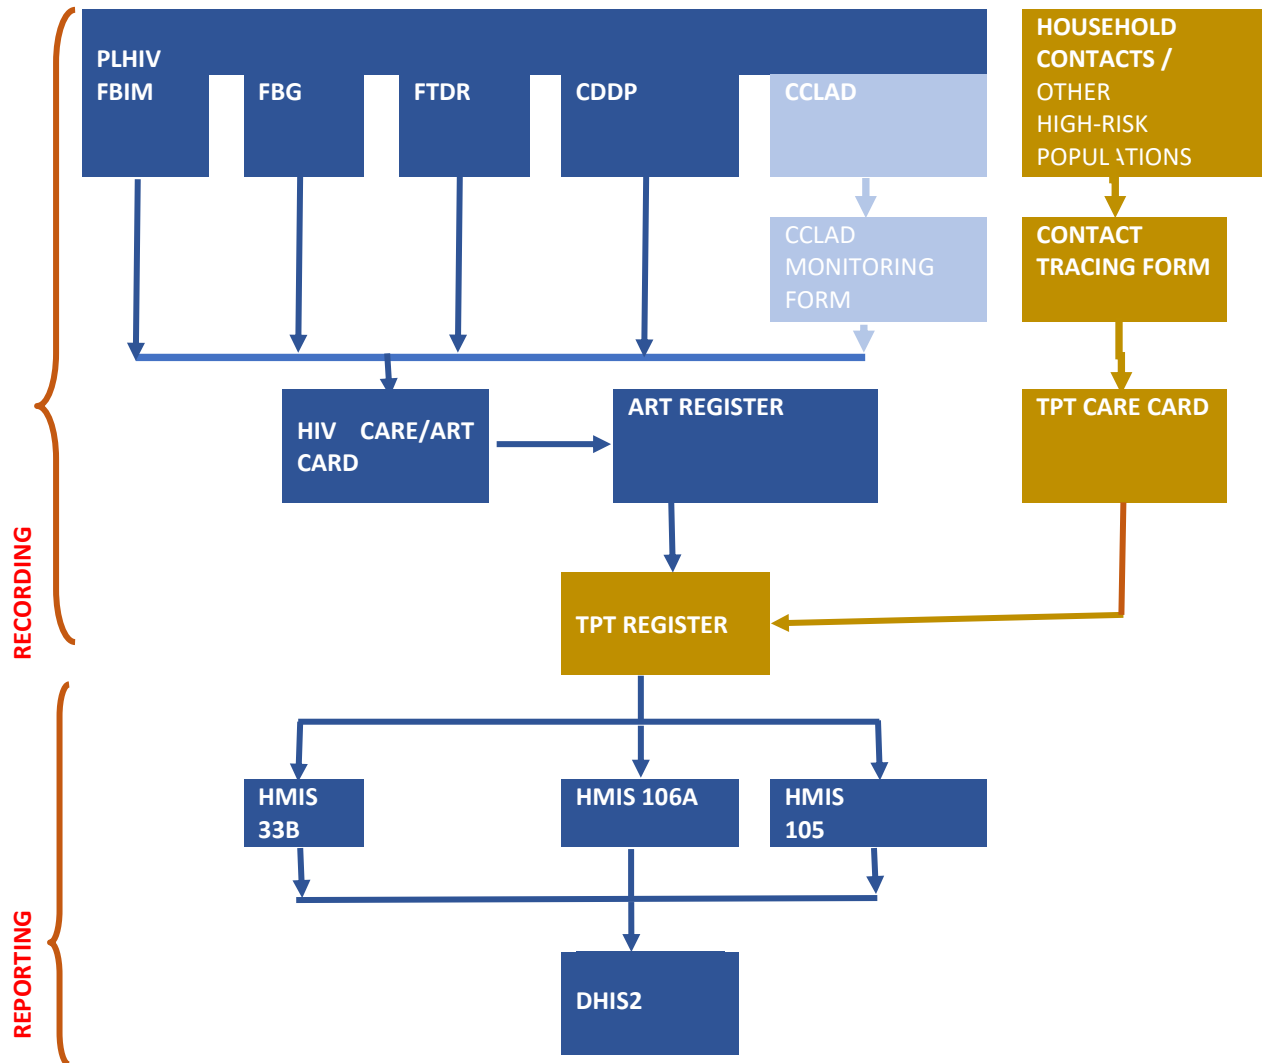 PLHIV
FBIM
FBG
FTDR
CDDP
CCLAD
HOUSEHOLD
CONTACTS /
OTHER
HIGH-RISK
POPULATIONS
CCLAD
MONITORING
FORM
CONTACT
TRACING FORM
HIV CARE/ART
CARD
ART REGISTER
TPT CARE CARD
RECORDING
TPT REGISTER
HMIS
33B
HMIS 106A
HMIS
105
REPORTING
DHIS2